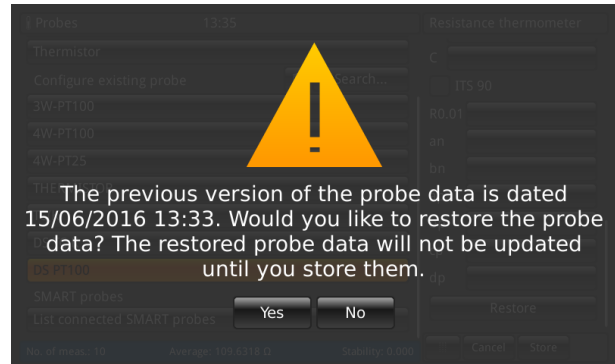 Probes
13:35
Resistance thermometer
Thermistor
C
Configure existing probe
Search...
ITS 90
3W-PT100
R0.01
4W-PT100
an
4W-PT25
bn
The previous version of the probe data is dated
15/06/2016 13:33. Would you like to restore the probe
data? The restored probe data will not be updated
until you store them.
DS PT100
dp
SMART probes
Yes
No
Restore
List connected SMART probes
No. of meas.: 10
Average: 109.6318 Ω
Stability: 0.000
Cancel
Store